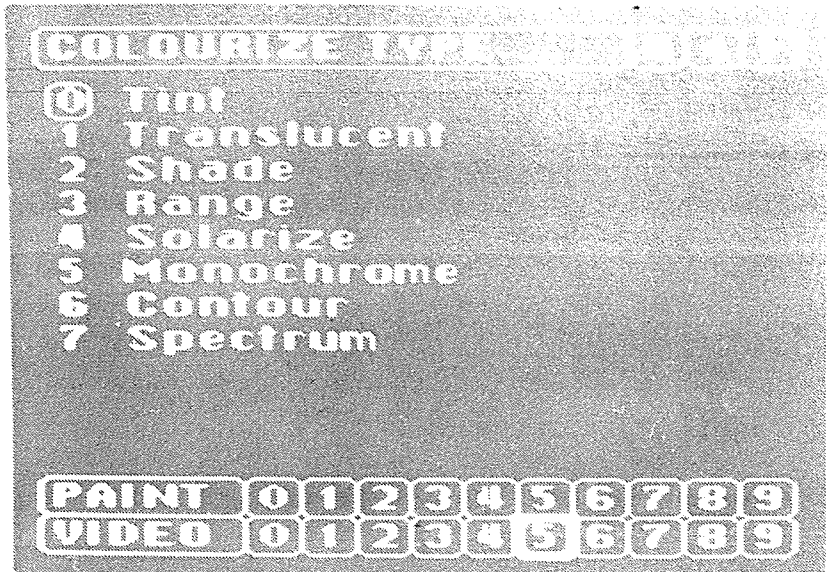 COLOURIZE TYPE
0 Tint
1 Translucent
2 Shade
3 Range
4 Solarize
5 Monochrome
6 Contour
7 Spectrum
PAINT 0 1 2 3 4 5 6 7 8 9
VIDEO 0 1 2 3 4 5 6 7 8 9